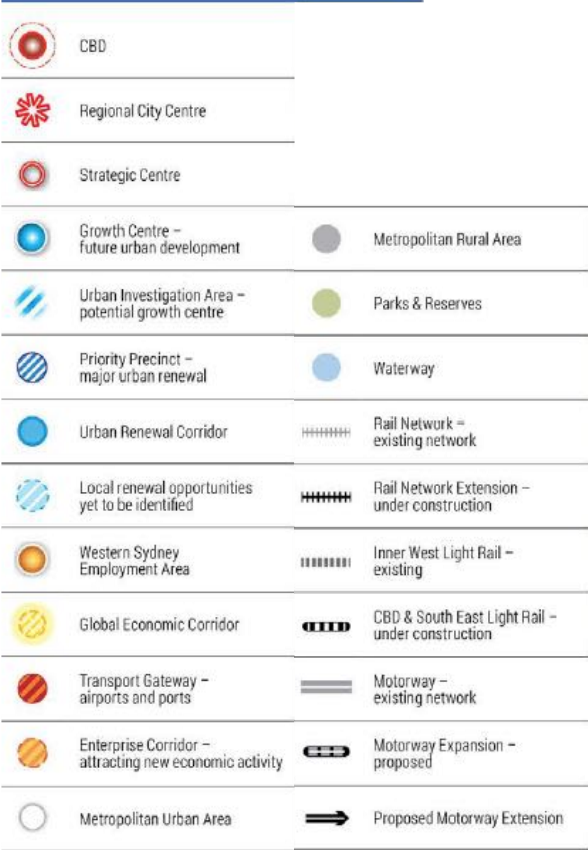 CBD
Regional City Centre
Strategic Centre
Growth Centre –
future urban development
Urban Investigation Area –
potential growth centre
Priority Precinct –
major urban renewal
Urban Renewal Corridor
Local renewal opportunities
yet to be identified
Western Sydney
Employment Area
Global Economic Corridor
Transport Gateway –
airports and ports
Enterprise Corridor –
attracting new economic activity
Metropolitan Urban Area
Metropolitan Rural Area
Parks & Reserves
Waterway
Rail Network –
existing network
Rail Network Extension –
under construction
Inner West Light Rail –
existing
CBD & South East Light Rail –
under construction
Motorway –
existing network
Motorway Expansion –
proposed
Proposed Motorway Extension